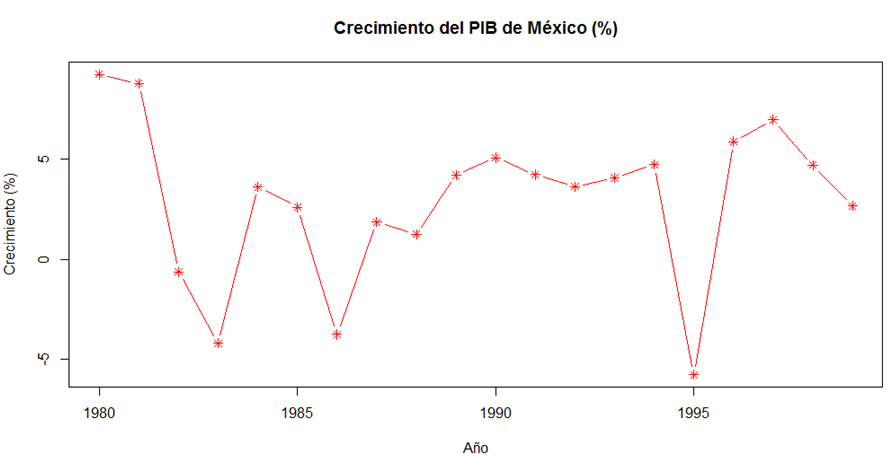 Crecimiento del PIB de México (%)
Crecimiento (%)
5
0
-5
1980 1985 1990 1995
Año